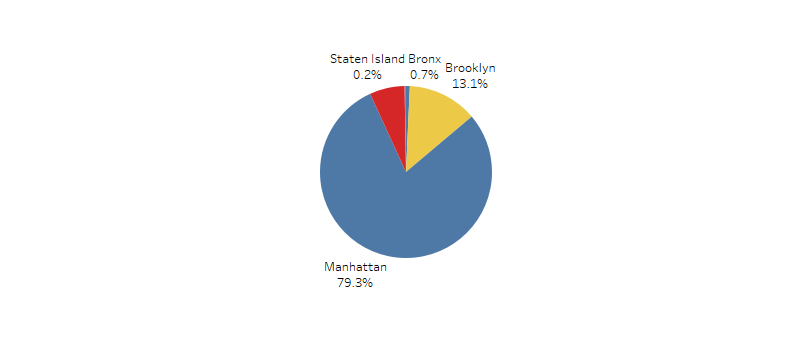 Staten Island Bronx
0.2% 0.7%
Brooklyn
13.1%
Manhattan
79.3%